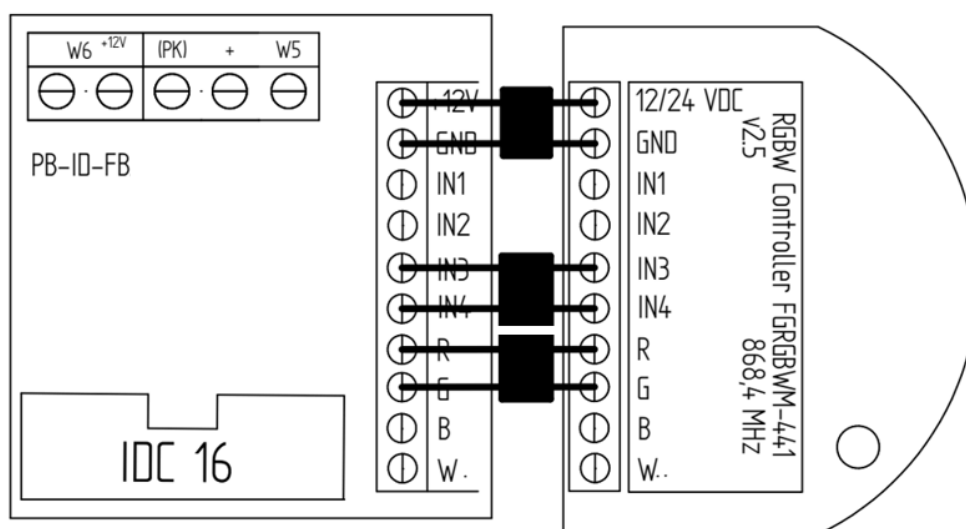 W6 +12V (PK) + W5
PB-ID-FB
IDC 16
+12V
GND
IN1
IN2
IN3
IN4
R
G
B
W.
12/24 VDC
GND
IN1
IN2
IN3
IN4
R
G
B
W..
RGBW Controller FGRGBWM-441
v2.5 868,4 MHz